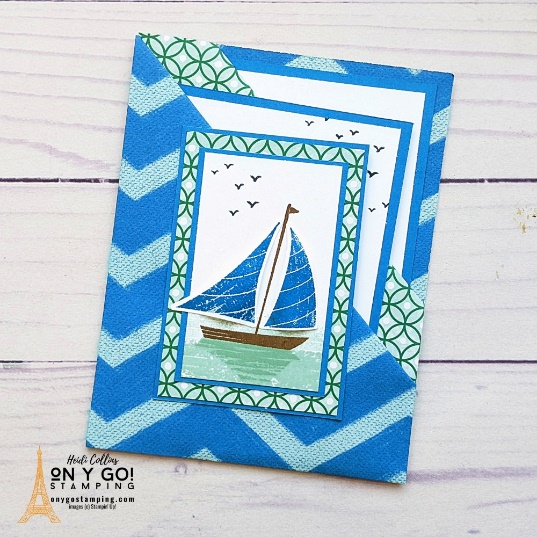 Heidi Collins
ON Y GO!
STAMPING
onygostamping.com
images (c) Stampin' Up!